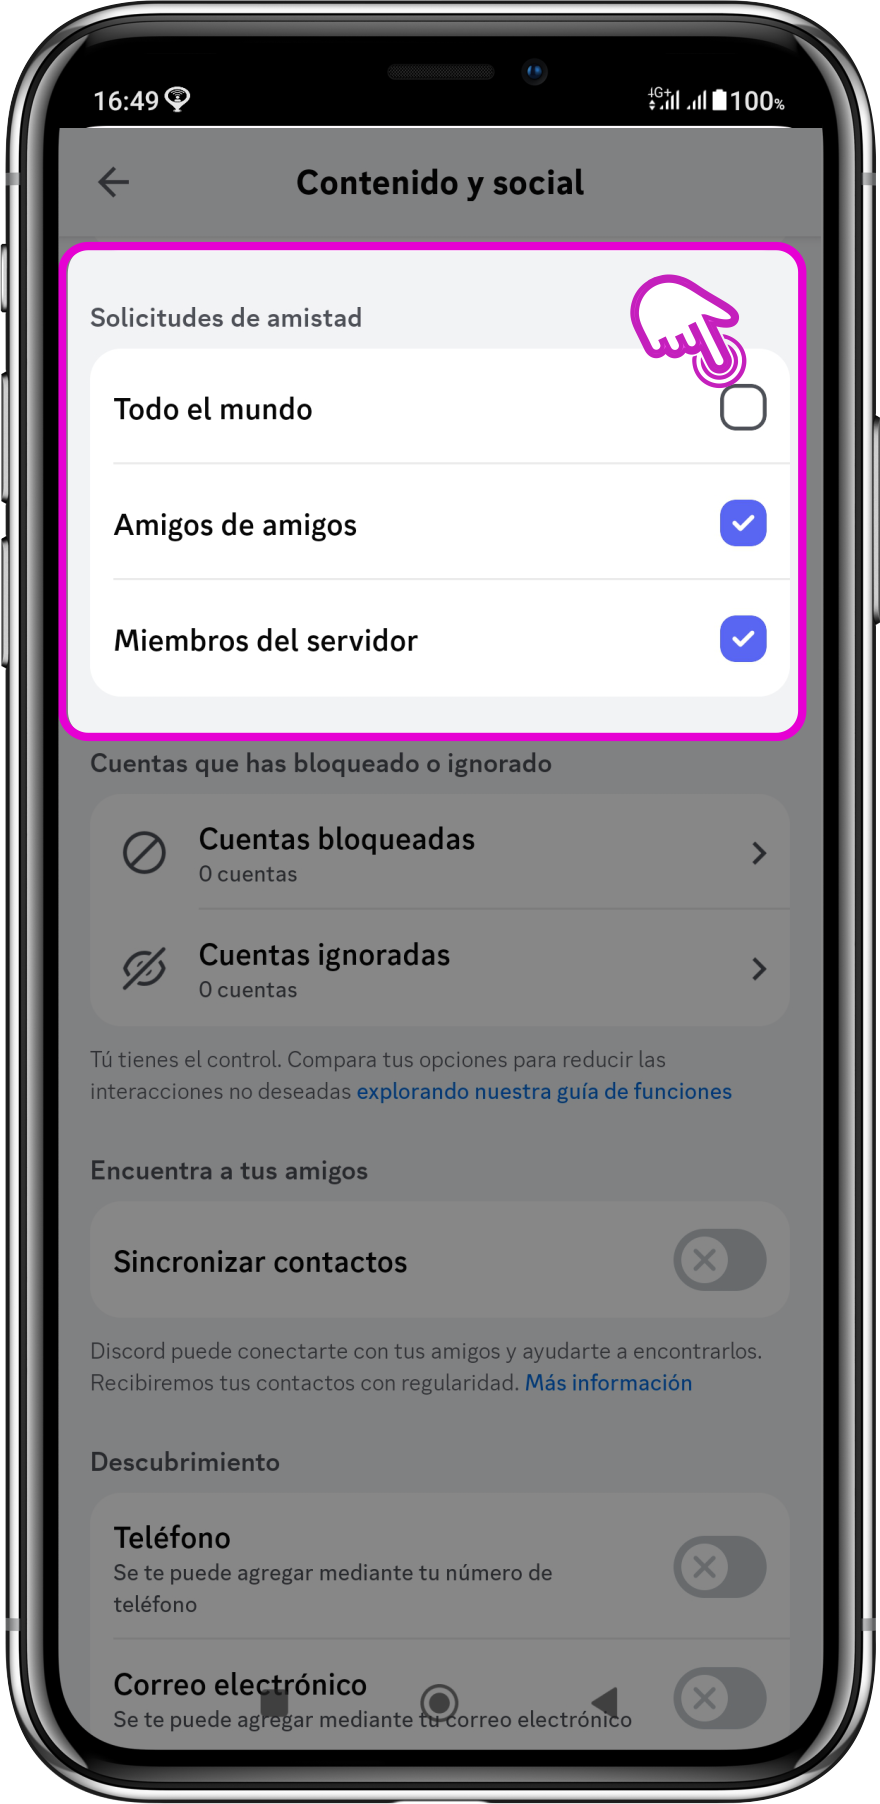 16:49 4G+ 100%
Contenido y social
Solicitudes de amistad
Todo el mundo
Amigos de amigos
Miembros del servidor
Cuentas que has bloqueado o ignorado
Cuentas bloqueadas
0 cuentas
Cuentas ignoradas
0 cuentas
Tú tienes el control. Compara tus opciones para reducir las
interacciones no deseadas explorando nuestra guía de funciones
Encuentra a tus amigos
Sincronizar contactos
Discord puede conectarte con tus amigos y ayudarte a encontrarlos.
Recibiremos tus contactos con regularidad. Más información
Descubrimiento
Teléfono
Se te puede agregar mediante tu número de
teléfono
Correo electrónico
Se te puede agregar mediante tu correo electrónico